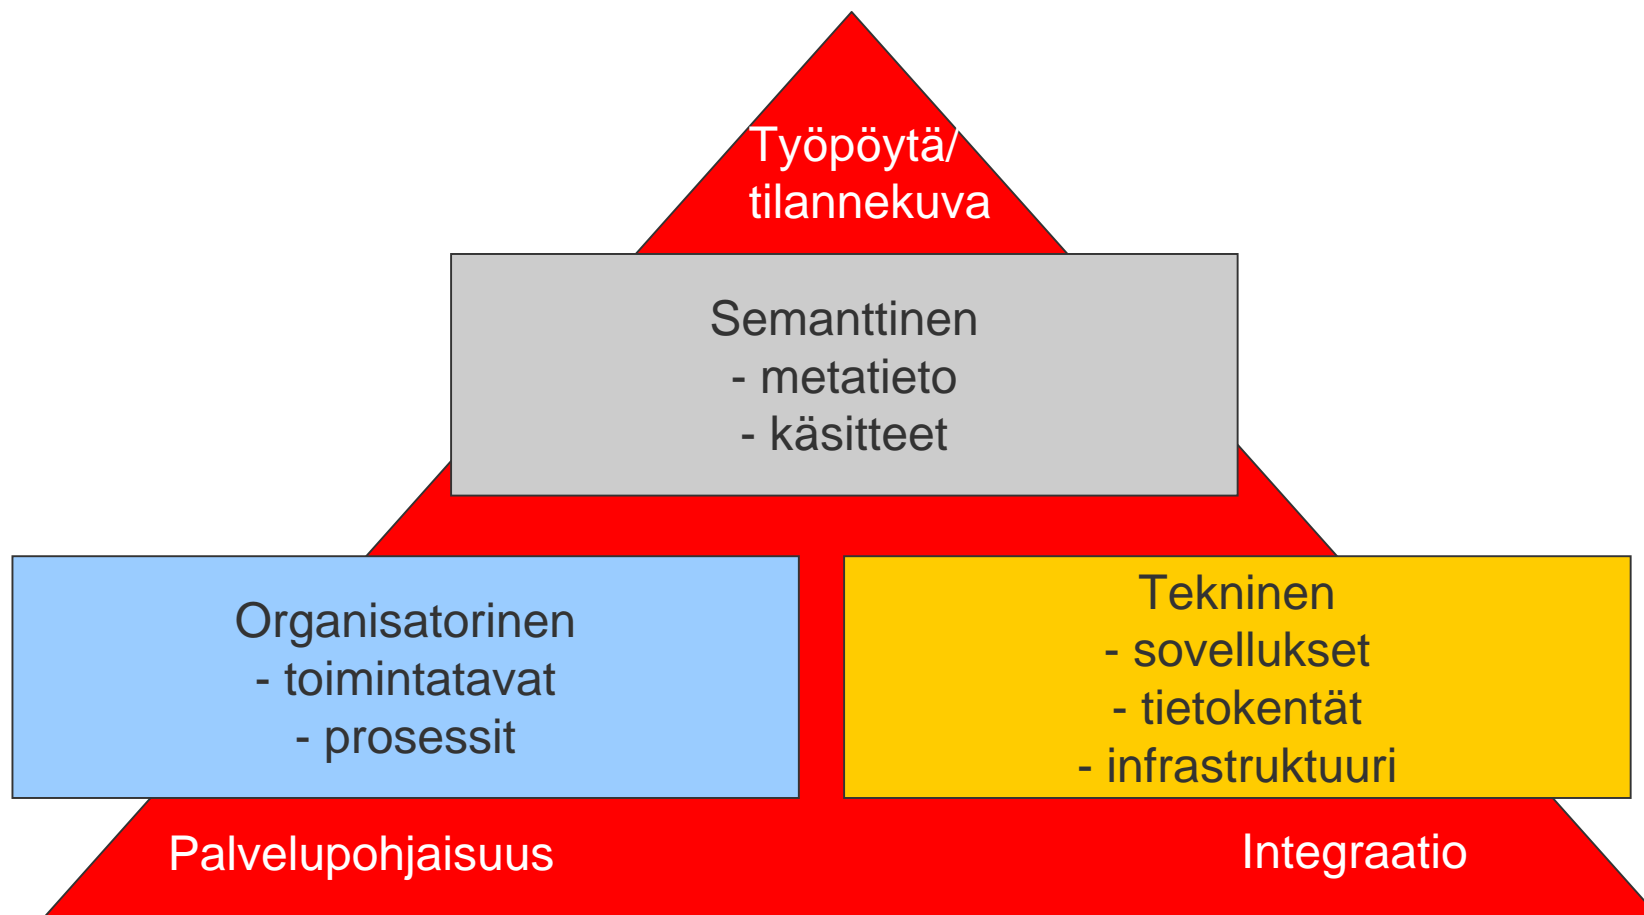 Työpöytä/
tilannekuva
Semanttinen
- metatieto
- käsitteet
Organisatorinen
- toimintatavat
- prosessit
Tekninen
- sovellukset
- tietokentät
- infrastruktuuri
Palvelupohjaisuus
Integraatio